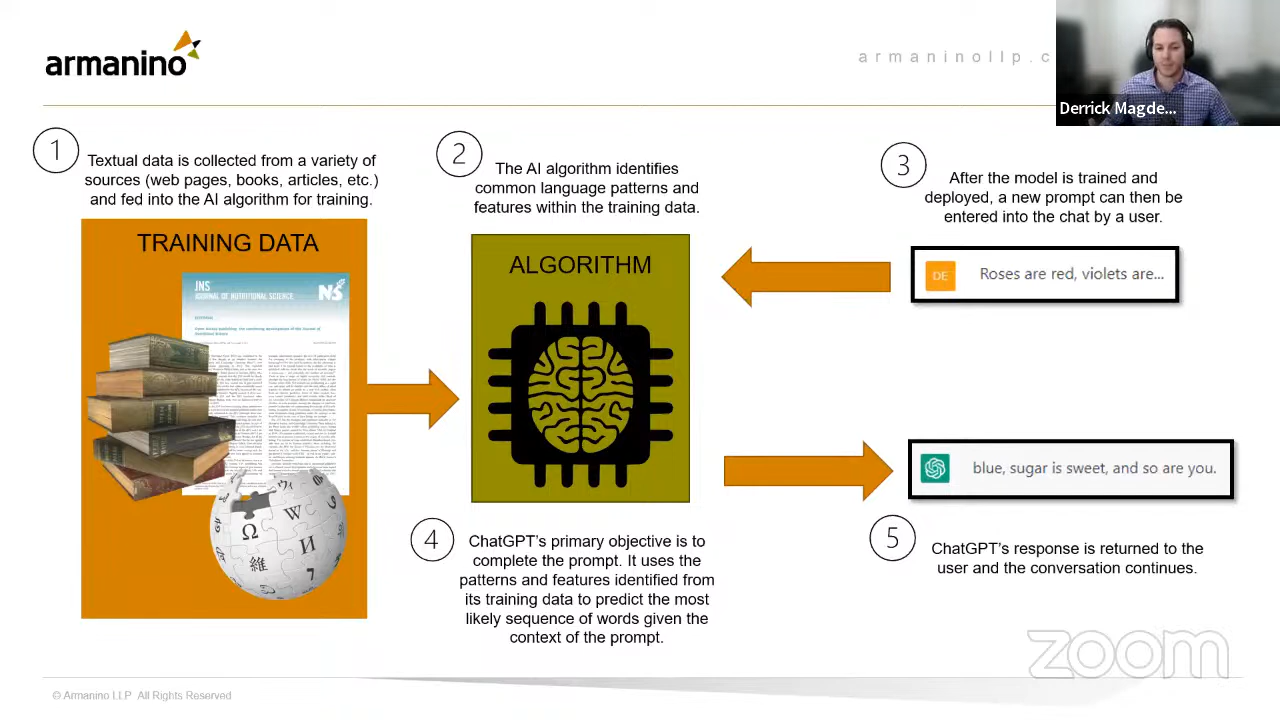 armanino
armaninollp.c
Derrick Magde...
1
Textual data is collected from a variety of
sources (web pages, books, articles, etc.)
and fed into the AI algorithm for training.
TRAINING DATA
JNS
JOURNAL OF NUTRITIONAL SCIENCE
NS
Ω
W
И
維
2
The AI algorithm identifies
common language patterns and
features within the training data.
ALGORITHM
3
After the model is trained and
deployed, a new prompt can then be
entered into the chat by a user.
DE
Roses are red, violets are...
4
ChatGPT's primary objective is to
complete the prompt. It uses the
patterns and features identified from
its training data to predict the most
likely sequence of words given the
context of the prompt.
blue, sugar is sweet, and so are you.
5
ChatGPT's response is returned to the
user and the conversation continues.
zoom
© Armanino LLP All Rights Reserved